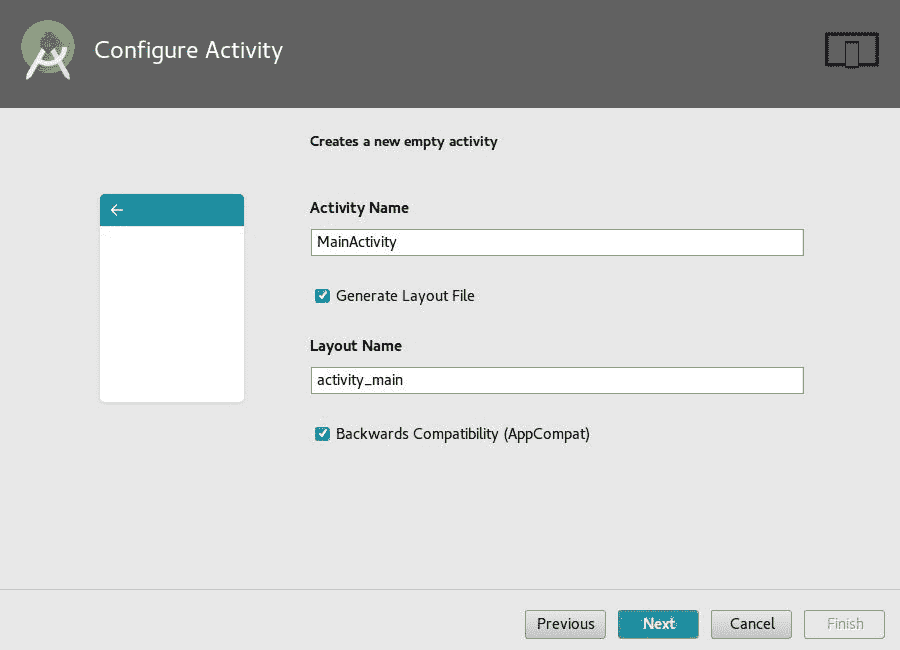 Configure Activity
Creates a new empty activity
Activity Name
MainActivity
Generate Layout File
Layout Name
activity_main
Backwards Compatibility (AppCompat)
Previous Next Cancel Finish